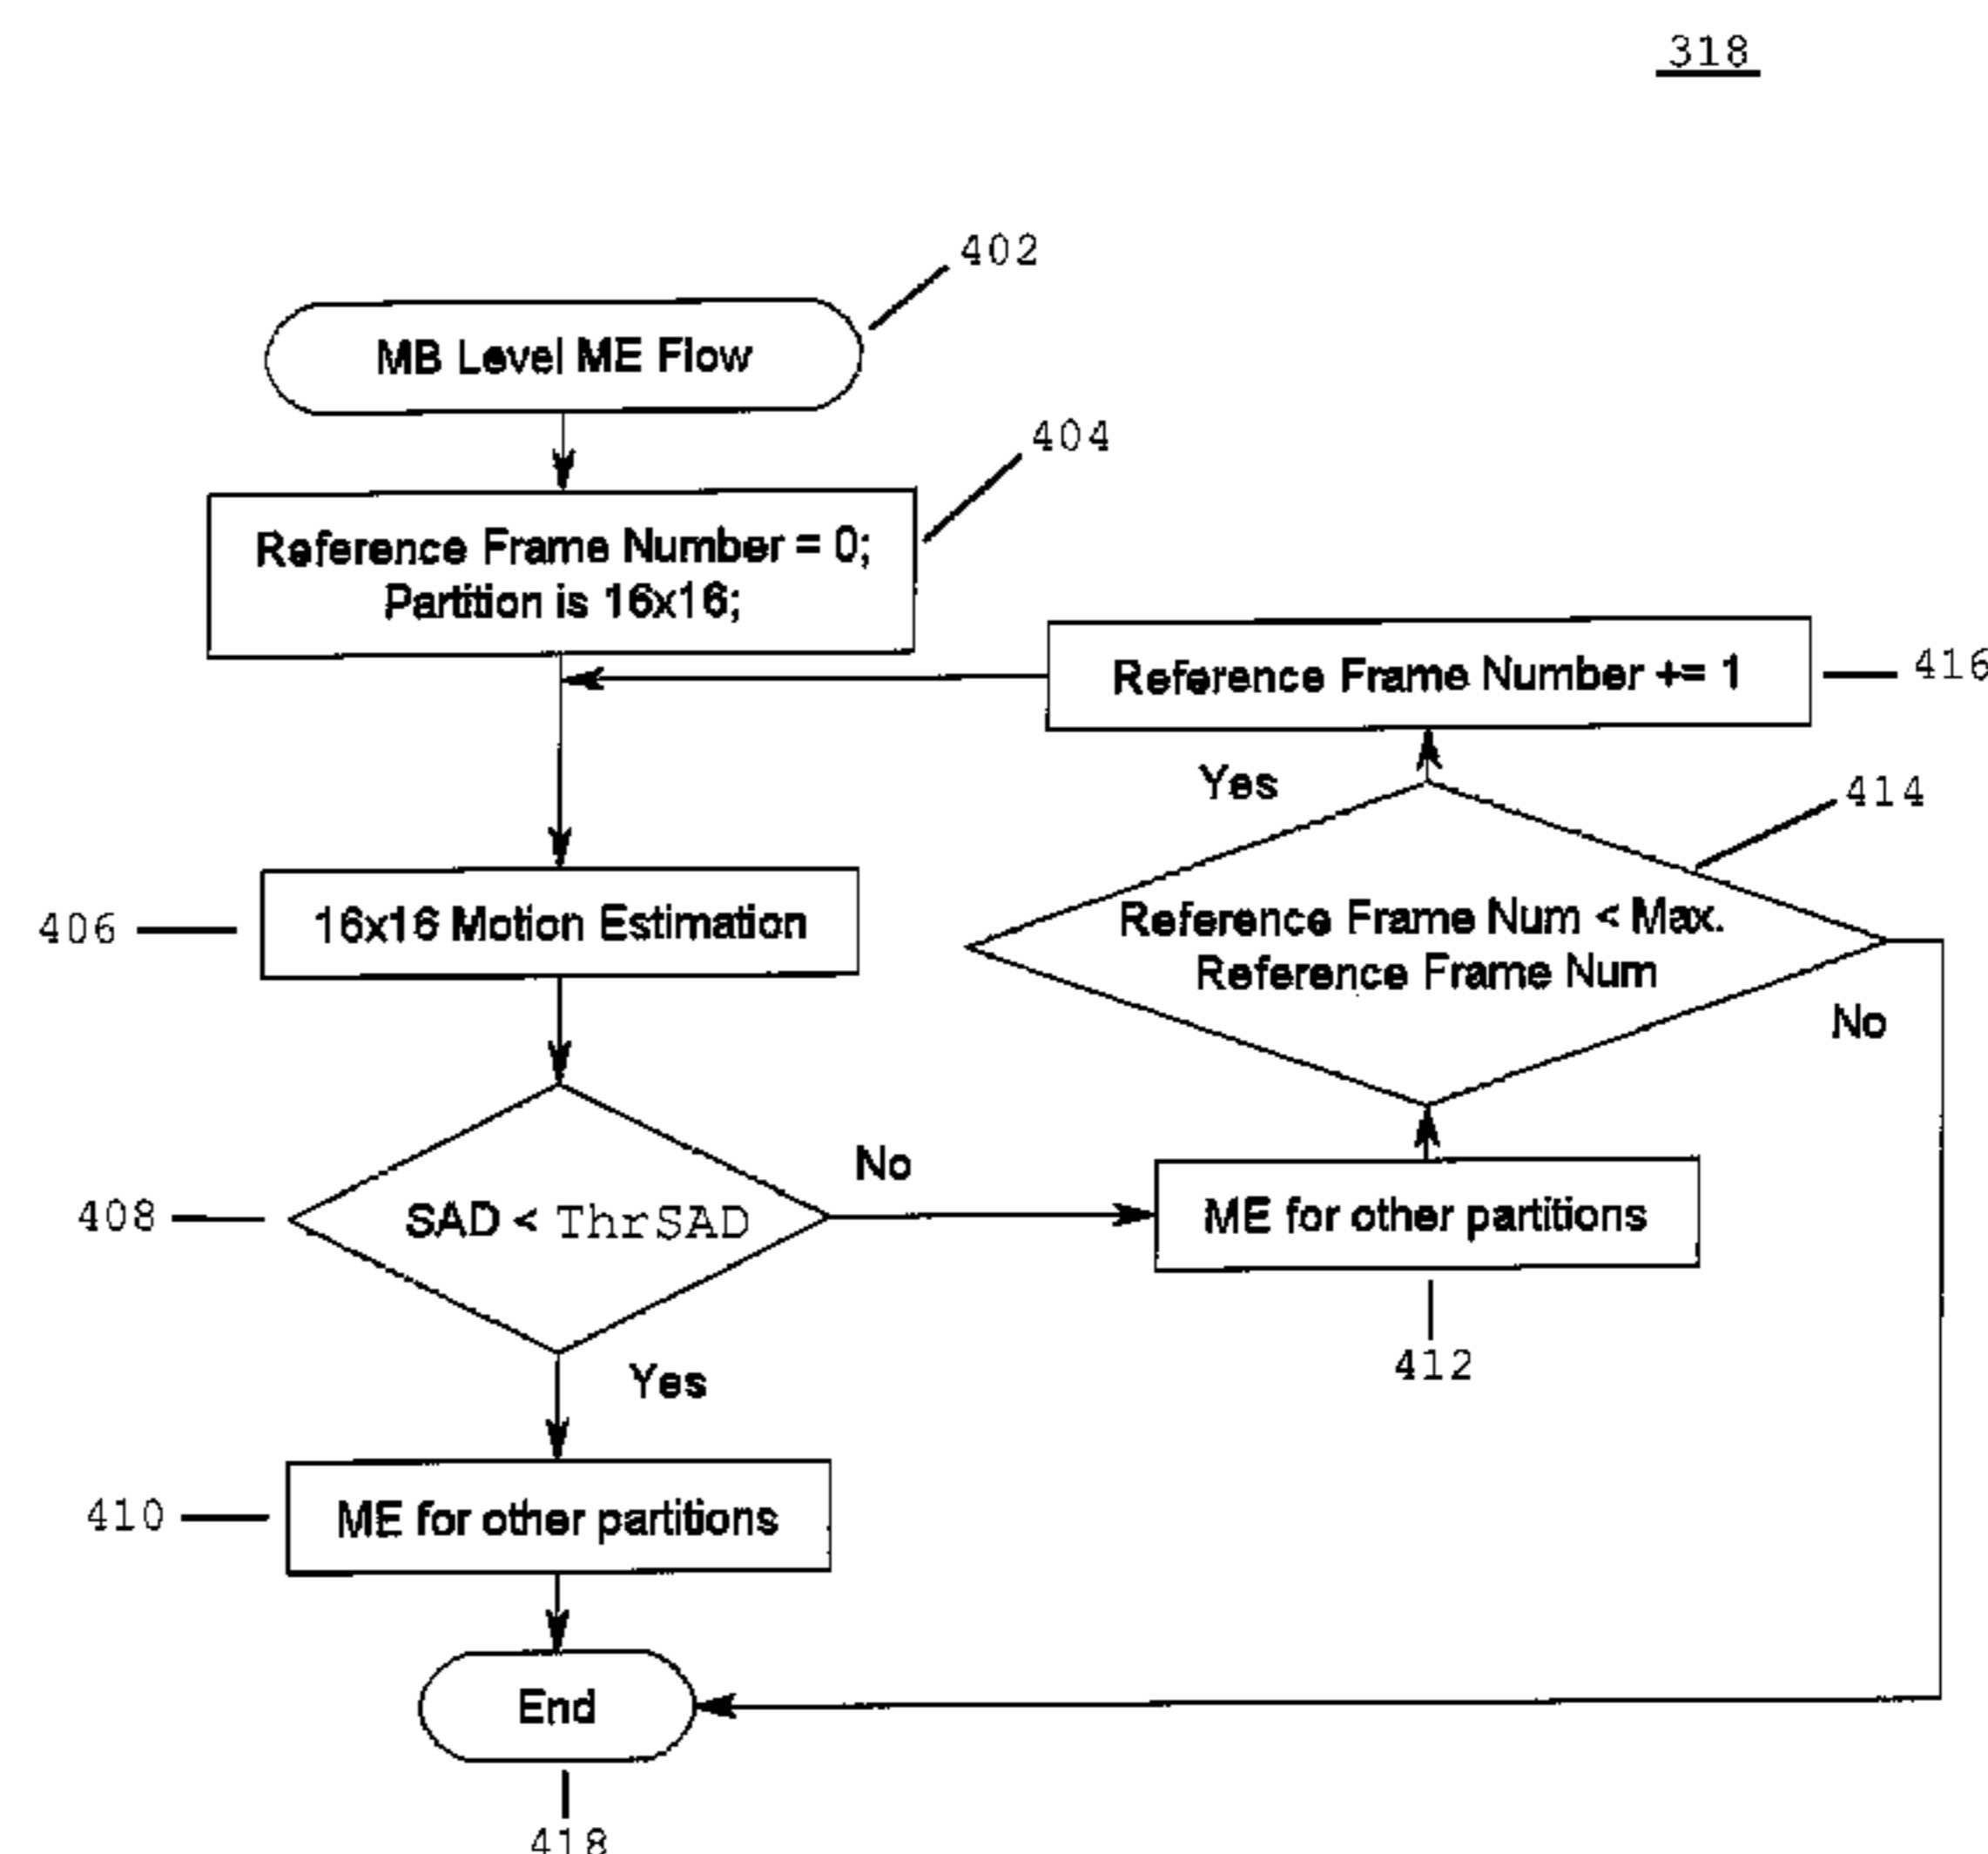 318
402
MB Level ME Flow
404
Reference Frame Number = 0;
Partition is 16x16;
Reference Frame Number += 1
416
Yes
414
406
16x16 Motion Estimation
Reference Frame Num < Max.
Reference Frame Num
No
408
SAD < ThrSAD
No
ME for other partitions
412
Yes
410
ME for other partitions
End
418